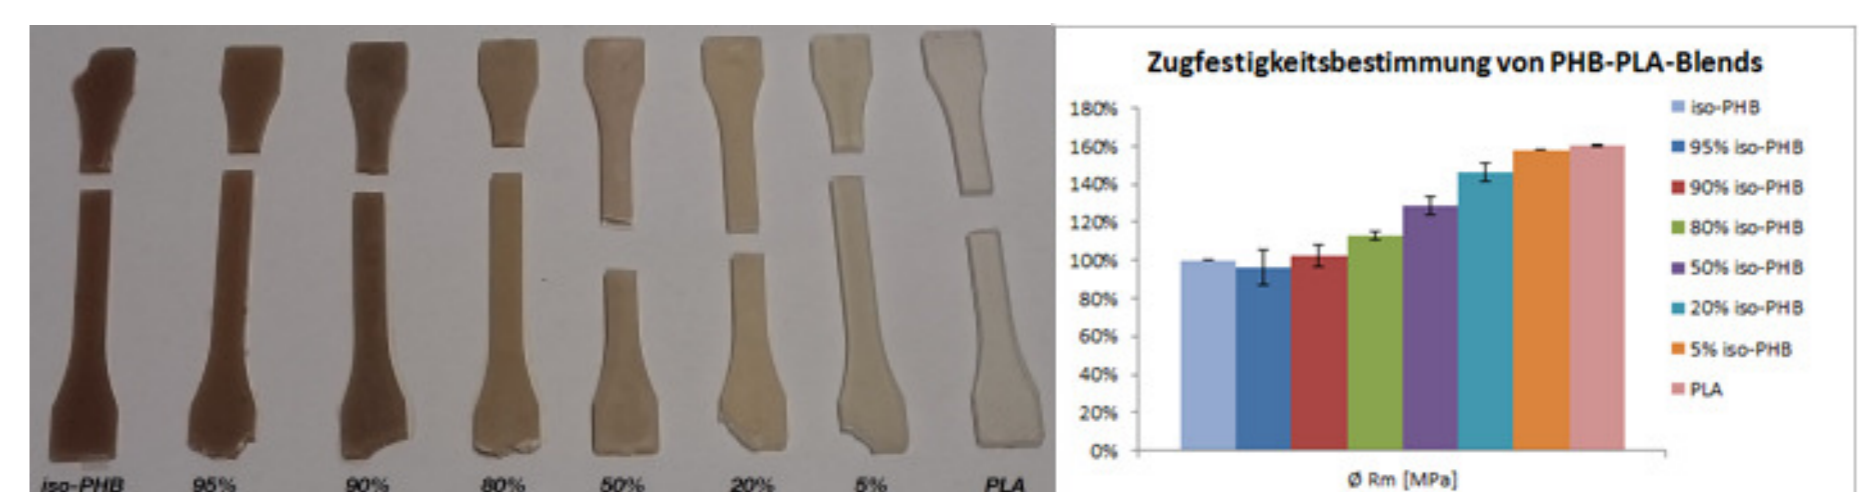 iso-PHB 95% 90% 80% 50% 20% 5% PLA
Zugfestigkeitsbestimmung von PHB-PLA-Blends
180%
160%
140%
120%
100%
80%
60%
40%
20%
0%
Ø Rm [MPa]
iso-PHB
95% iso-PHB
90% iso-PHB
80% iso-PHB
50% iso-PHB
20% iso-PHB
5% iso-PHB
PLA